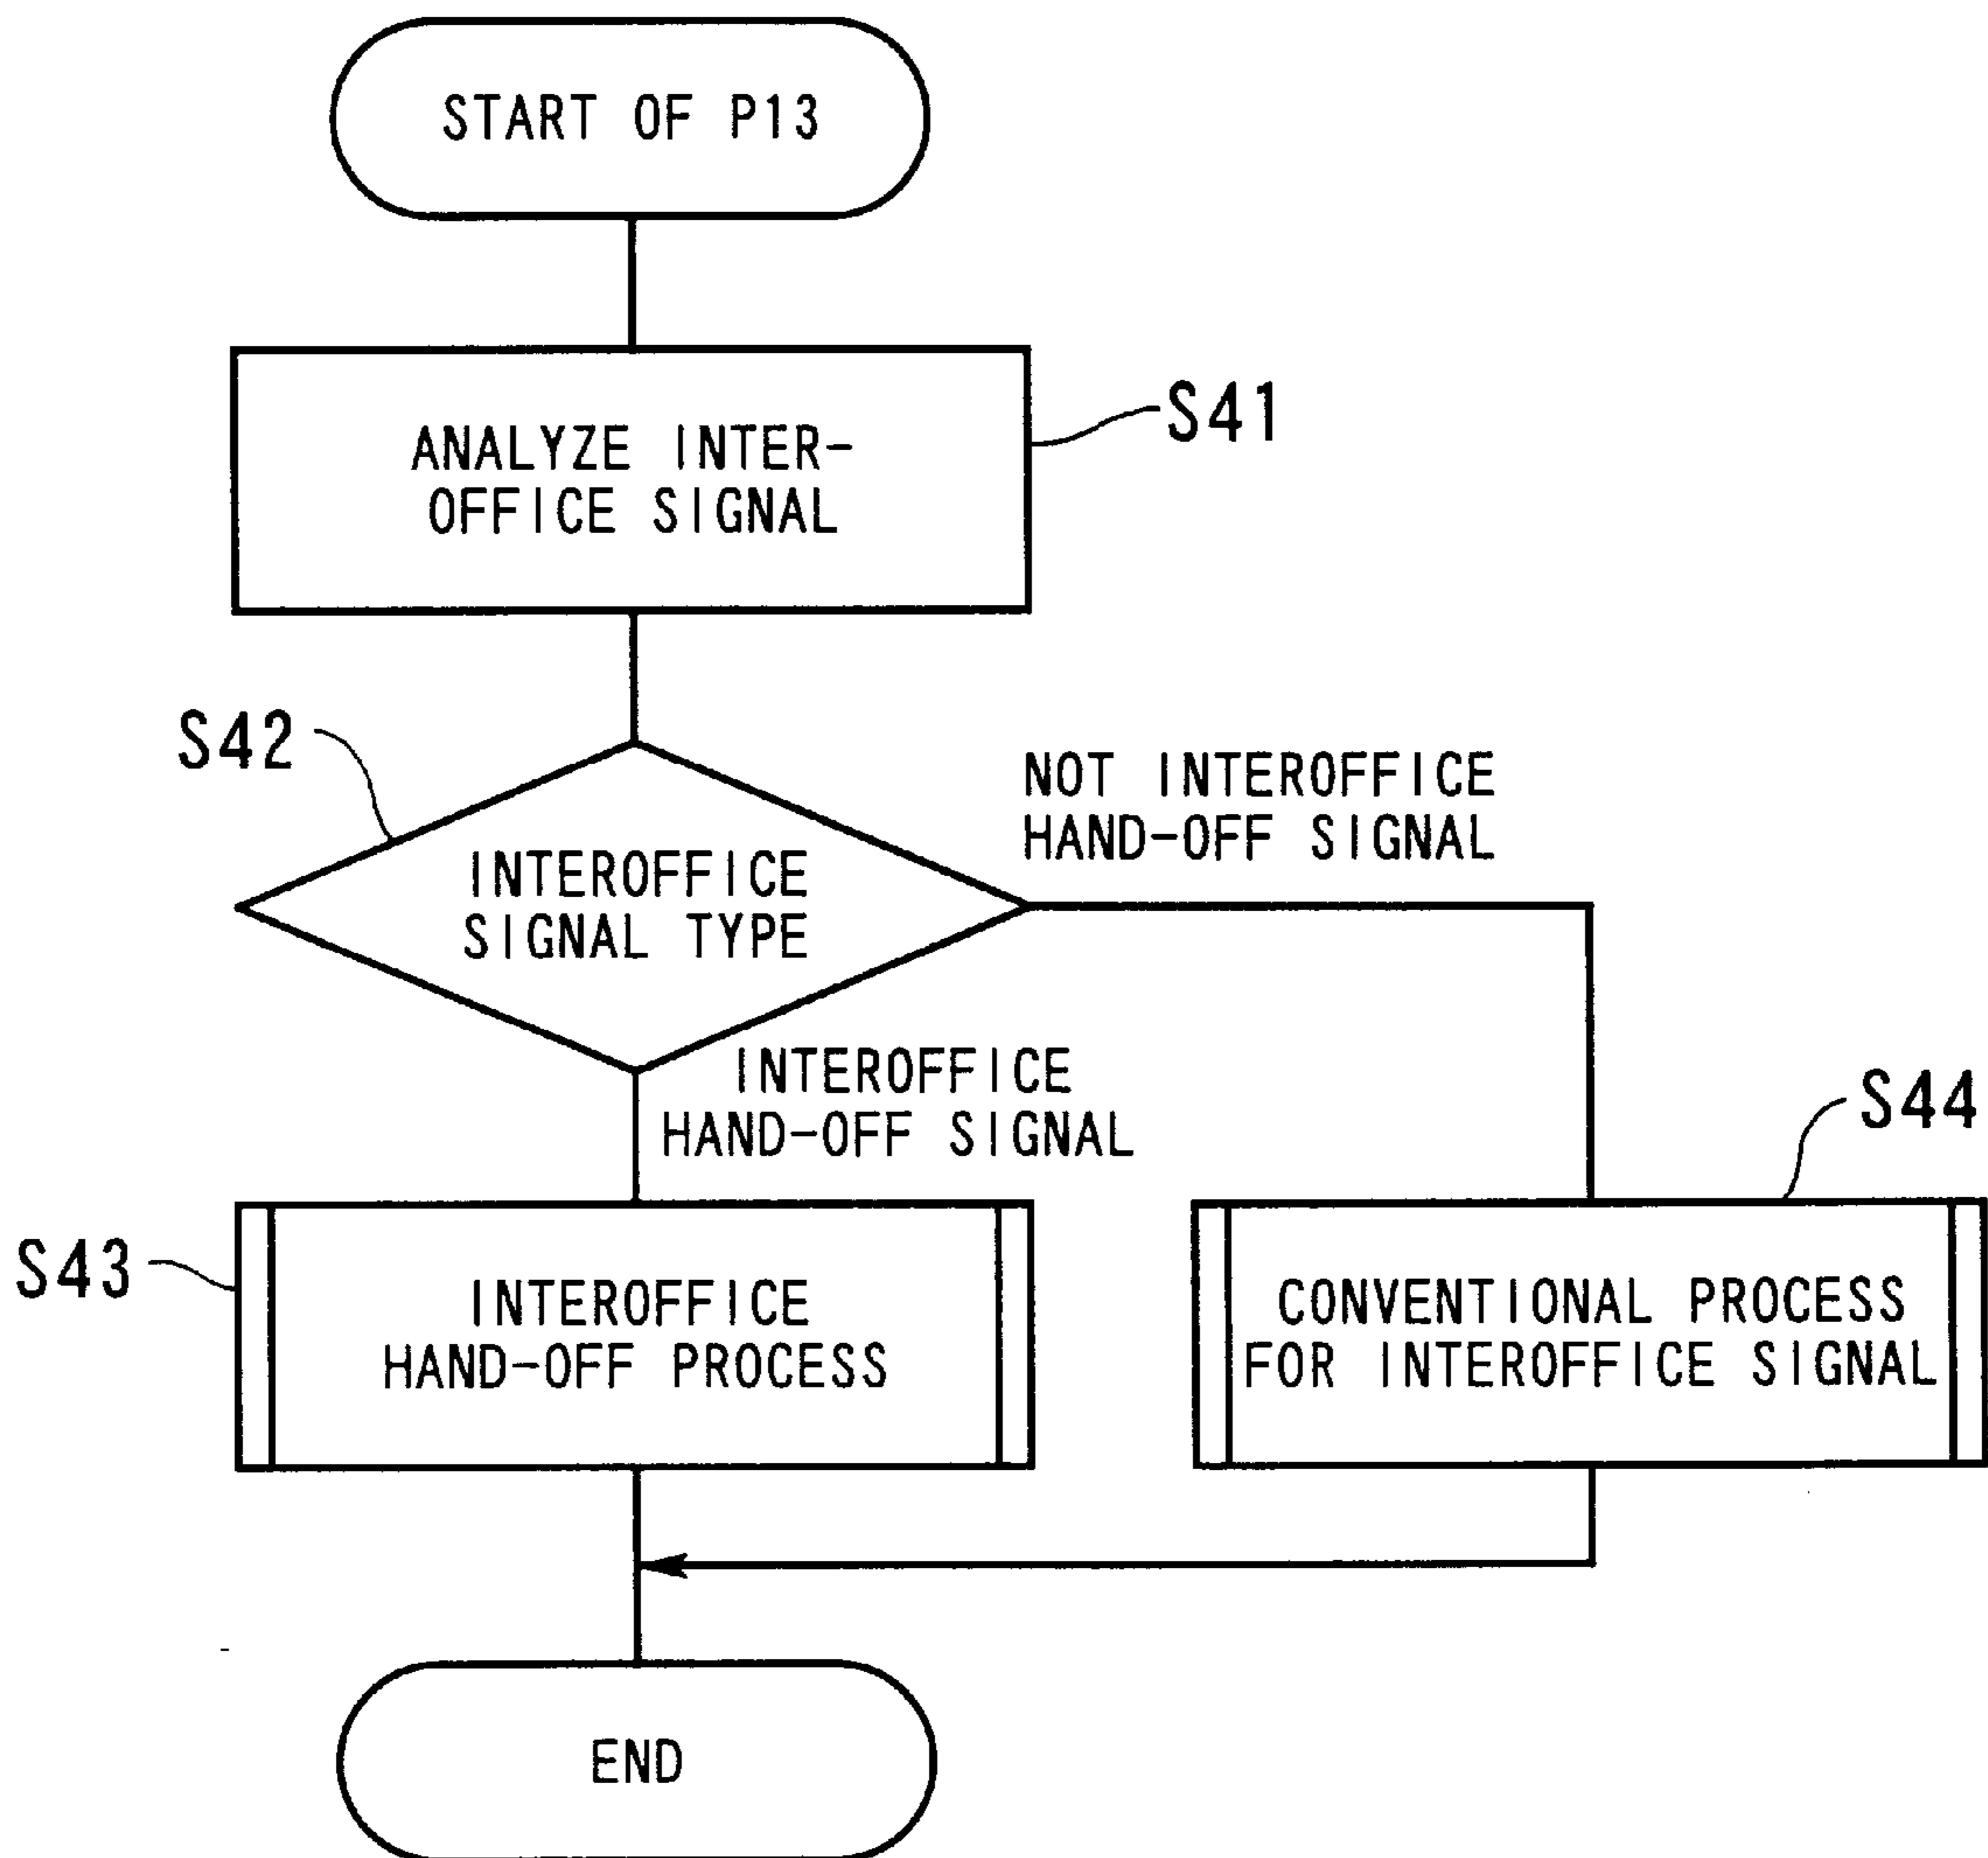 START OF P13
ANALYZE INTER-
OFFICE SIGNAL
S41
S42
INTEROFFICE
SIGNAL TYPE
NOT INTEROFFICE
HAND-OFF SIGNAL
INTEROFFICE
HAND-OFF SIGNAL
S43
INTEROFFICE
HAND-OFF PROCESS
S44
CONVENTIONAL PROCESS
FOR INTEROFFICE SIGNAL
END